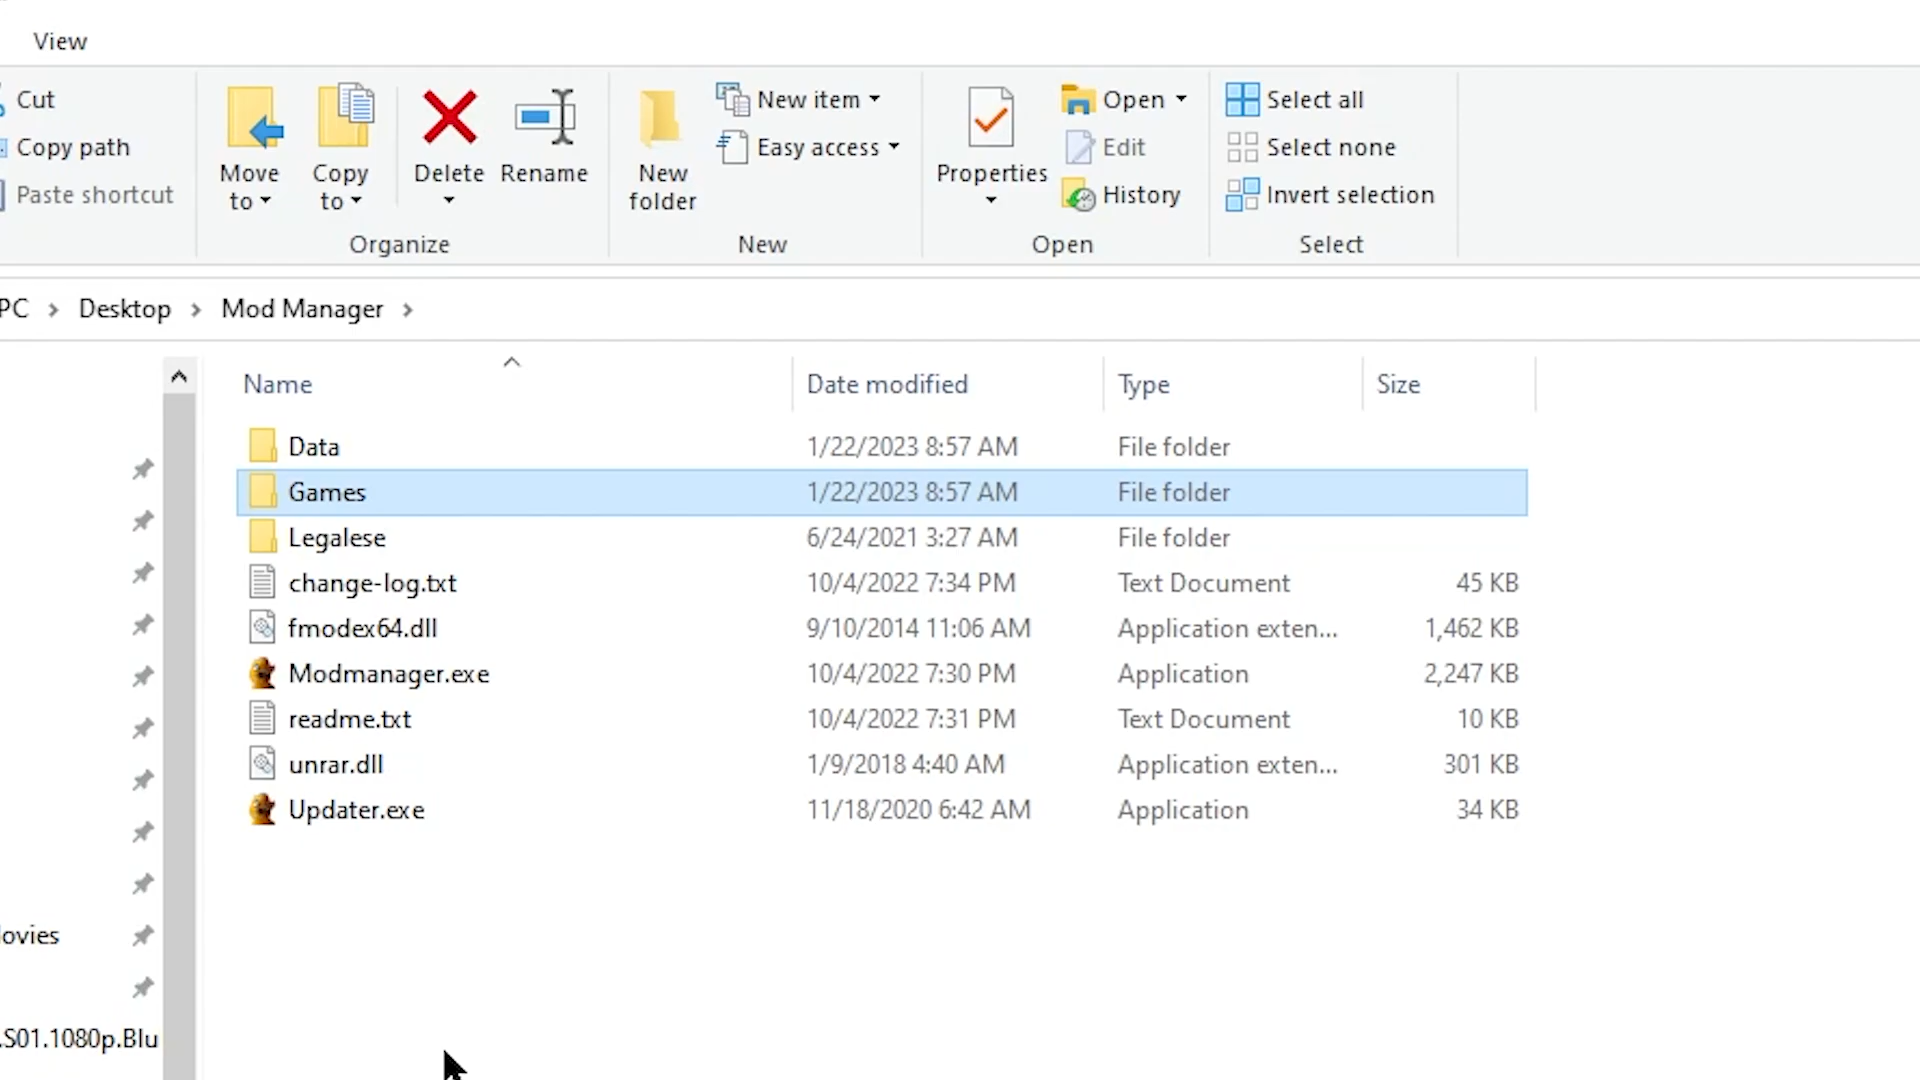 View
Cut
Copy path
Paste shortcut
Move to
Copy to
Delete
Rename
Organize
New folder
New item
Easy access
New
Properties
Open
Edit
History
Open
Select all
Select none
Invert selection
Select
PC > Desktop > Mod Manager >
Name Date modified Type Size
Data 1/22/2023 8:57 AM File folder
Games 1/22/2023 8:57 AM File folder
Legalese 6/24/2021 3:27 AM File folder
change-log.txt 10/4/2022 7:34 PM Text Document 45 KB
fmodex64.dll 9/10/2014 11:06 AM Application exten... 1,462 KB
Modmanager.exe 10/4/2022 7:30 PM Application 2,247 KB
readme.txt 10/4/2022 7:31 PM Text Document 10 KB
unrar.dll 1/9/2018 4:40 AM Application exten... 301 KB
Updater.exe 11/18/2020 6:42 AM Application 34 KB
ovies
.S01.1080p.Blu